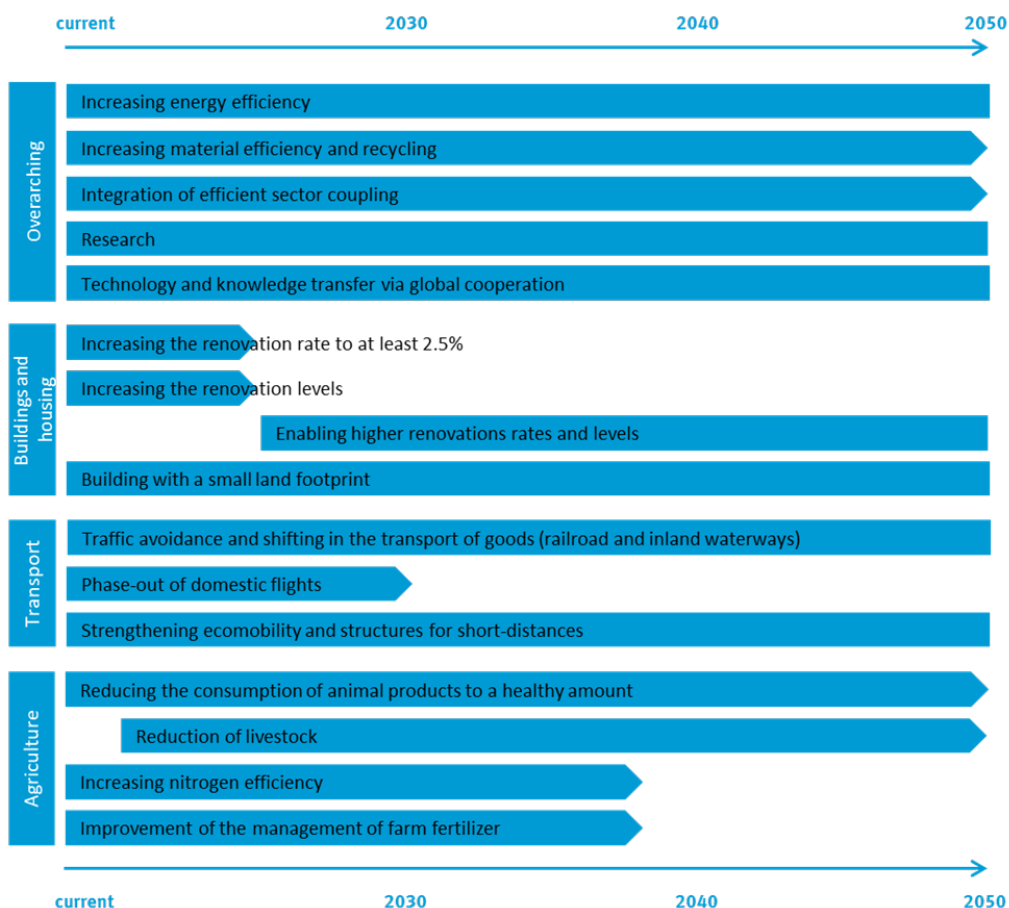 current 2030 2040 2050
Overarching
Increasing energy efficiency
Increasing material efficiency and recycling
Integration of efficient sector coupling
Research
Technology and knowledge transfer via global cooperation
Buildings and
housing
Increasing the renovation rate to at least 2.5%
Increasing the renovation levels
Enabling higher renovations rates and levels
Building with a small land footprint
Transport
Traffic avoidance and shifting in the transport of goods (railroad and inland waterways)
Phase-out of domestic flights
Strengthening ecomobility and structures for short-distances
Agriculture
Reducing the consumption of animal products to a healthy amount
Reduction of livestock
Increasing nitrogen efficiency
Improvement of the management of farm fertilizer
current 2030 2040 2050